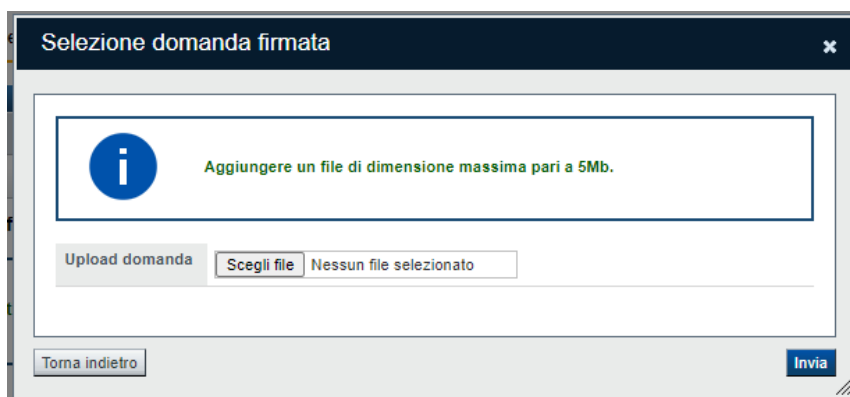 Selezione domanda firmata
Aggiungere un file di dimensione massima pari a 5Mb.
Upload domanda
Scegli file Nessun file selezionato
Torna indietro
Invia